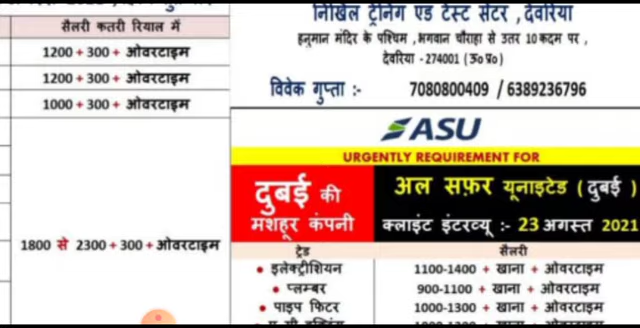 सैलरी कतरी रियाल में
1200 + 300 + ओवरटाइम
1200 + 300 + ओवरटाइम
1000 + 300 + ओवरटाइम
1800 से 2300 + 300 + ओवरटाइम
निखिल ट्रेनिंग एंड टेस्ट सेंटर , देवरिया
हनुमान मंदिर के पश्चिम , भगवान चौराहा से उतर 10 कदम पर ,
देवरिया - 274001 ( उ०प्र०)
विवेक गुप्ता :- 7080800409 / 6389236796
ASU
URGENTLY REQUIREMENT FOR
दुबई की
मशहूर कंपनी
अल सफ़र यूनाइटेड ( दुबई )
क्लाइंट इंटरव्यू :- 23 अगस्त 2021
ट्रेड सैलरी
• इलेक्ट्रीशियन 1100-1400 + खाना + ओवरटाइम
• प्लम्बर 900-1100 + खाना + ओवरटाइम
• पाइप फिटर 1000-1300 + खाना + ओवरटाइम